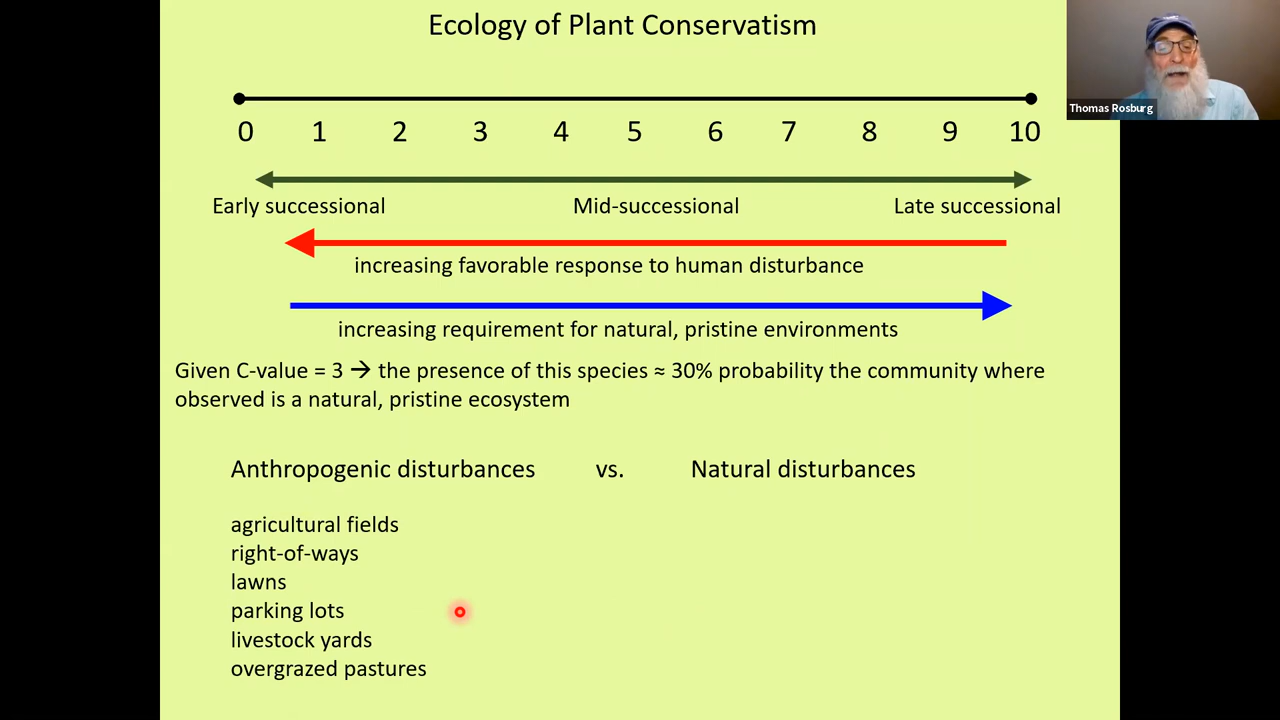 Ecology of Plant Conservatism
Thomas Rosburg
0 1 2 3 4 5 6 7 8 9 10
Early successional Mid-successional Late successional
increasing favorable response to human disturbance
increasing requirement for natural, pristine environments
Given C-value = 3 → the presence of this species ≈ 30% probability the community where
observed is a natural, pristine ecosystem
Anthropogenic disturbances vs. Natural disturbances
agricultural fields
right-of-ways
lawns
parking lots
livestock yards
overgrazed pastures